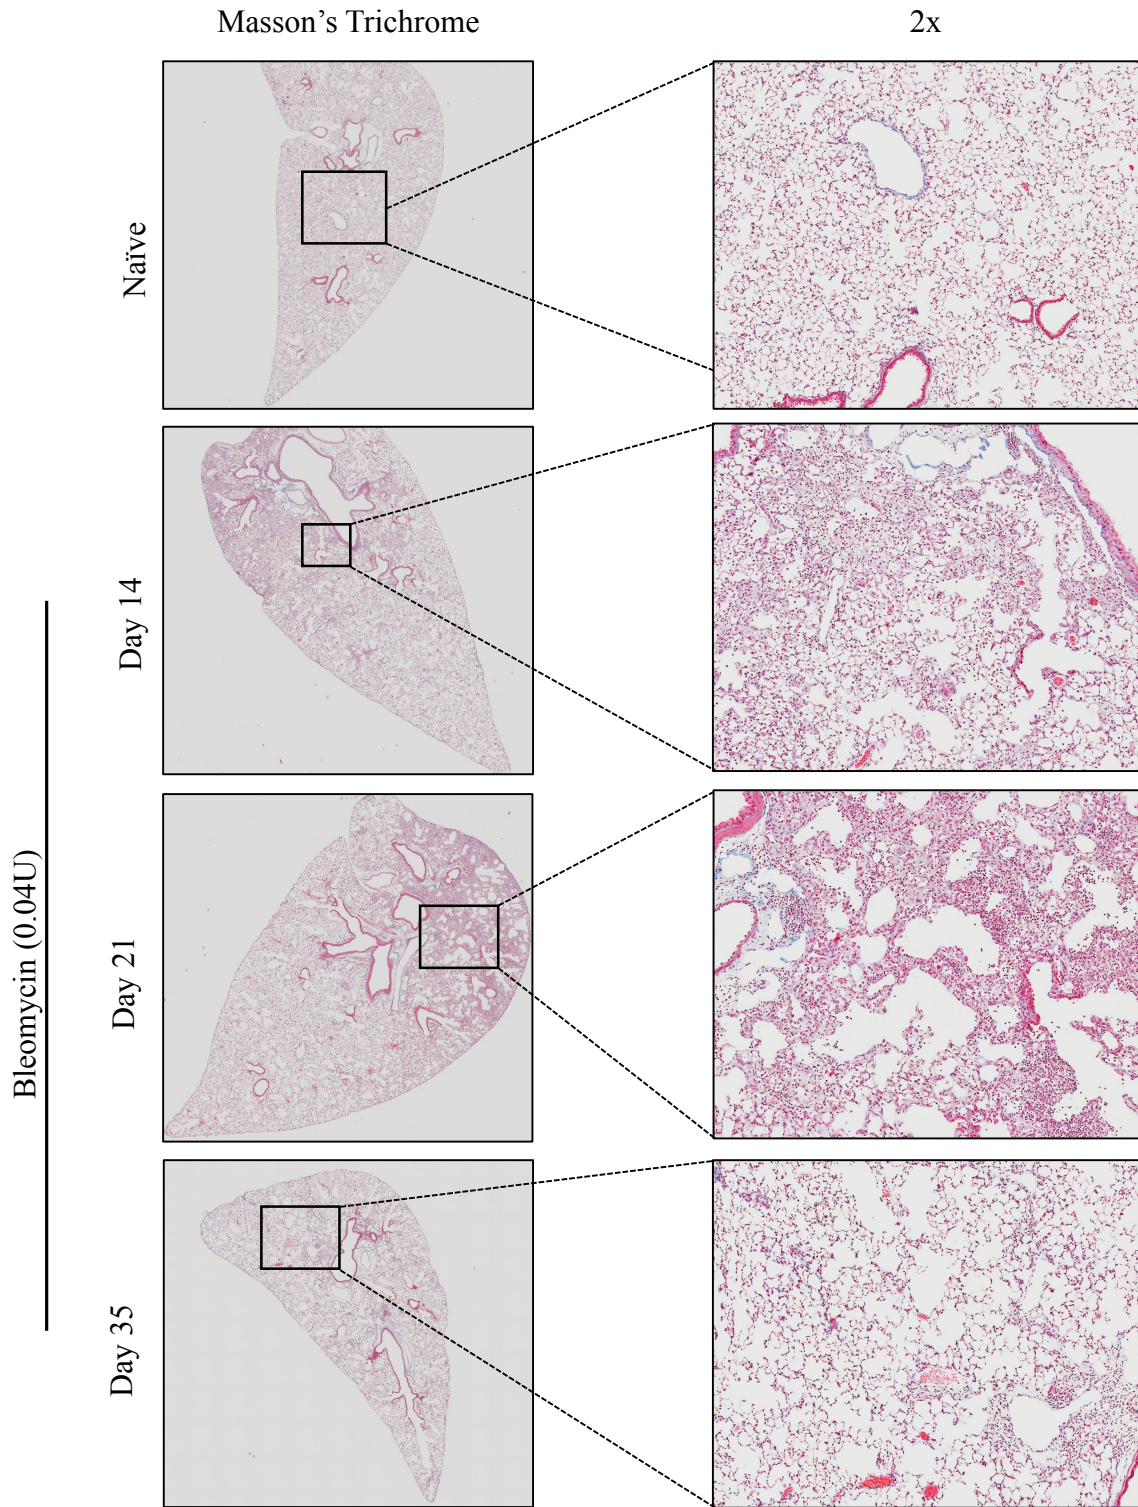 Masson’s Trichrome
2x
Naïve
Day 14
Day 21
Day 35
Bleomycin (0.04U)